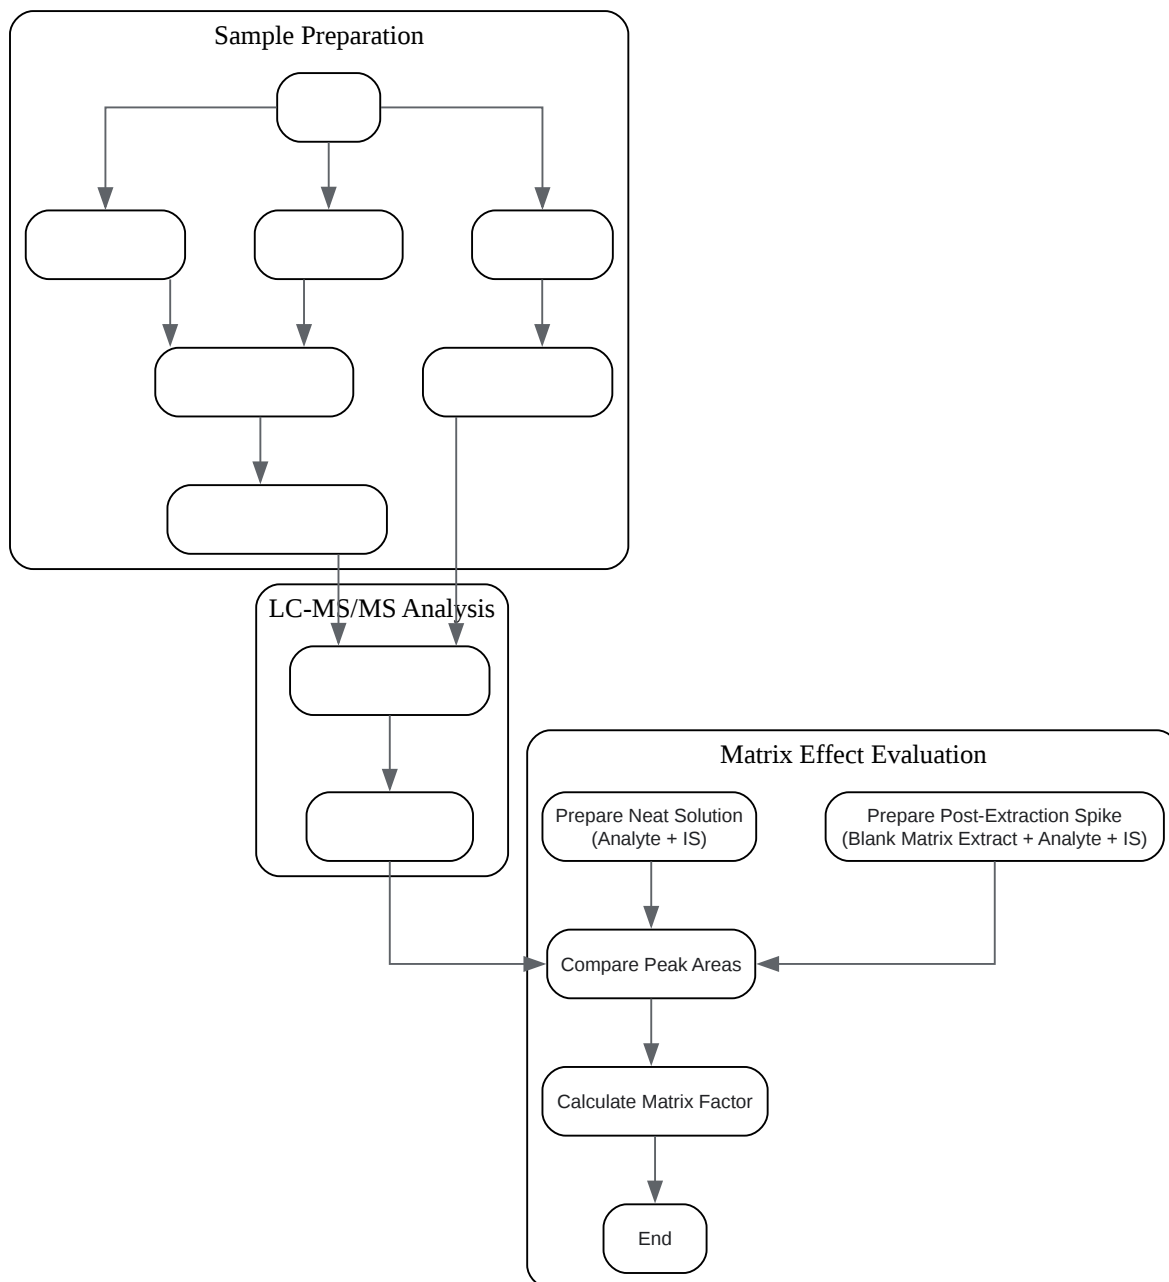 Sample Preparation
LC-MS/MS Analysis
Matrix Effect Evaluation
Prepare Neat Solution
(Analyte + IS)
Prepare Post-Extraction Spike
(Blank Matrix Extract + Analyte + IS)
Compare Peak Areas
Calculate Matrix Factor
End